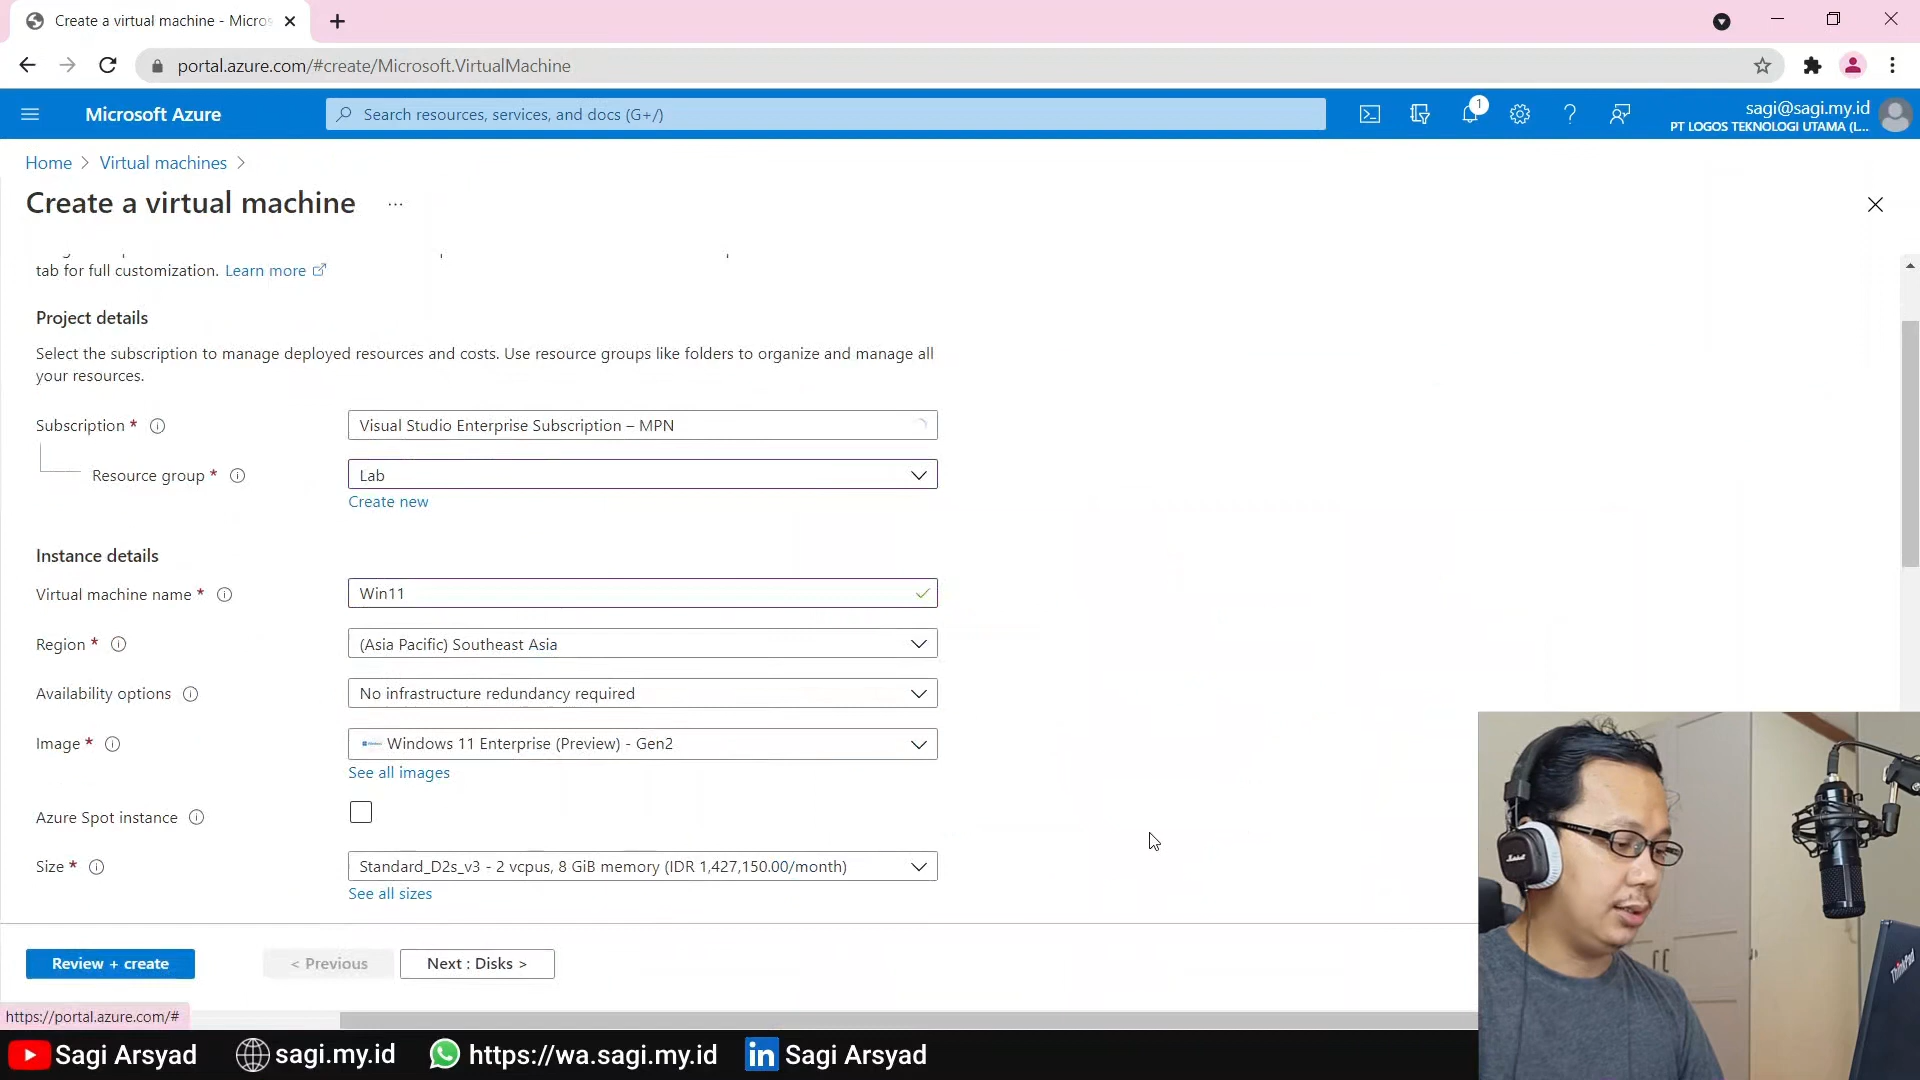 Create a virtual machine - Micros
portal.azure.com/#create/Microsoft.VirtualMachine
Microsoft Azure
Search resources, services, and docs (G+/)
1
sagi@sagi.my.id
PT LOGOS TEKNOLOGI UTAMA (L...
Home > Virtual machines >
Create a virtual machine ...
tab for full customization. Learn more
Project details
Select the subscription to manage deployed resources and costs. Use resource groups like folders to organize and manage all
your resources.
Subscription *
Visual Studio Enterprise Subscription – MPN
Resource group *
Lab
Create new
Instance details
Virtual machine name *
Win11
Region *
(Asia Pacific) Southeast Asia
Availability options
No infrastructure redundancy required
Image *
Windows 11 Enterprise (Preview) - Gen2
See all images
Azure Spot instance
Size *
Standard_D2s_v3 - 2 vcpus, 8 GiB memory (IDR 1,427,150.00/month)
See all sizes
Review + create
< Previous
Next : Disks >
https://portal.azure.com/#
ThinkPad
Marshall
Sagi Arsyad
sagi.my.id
https://wa.sagi.my.id
in Sagi Arsyad